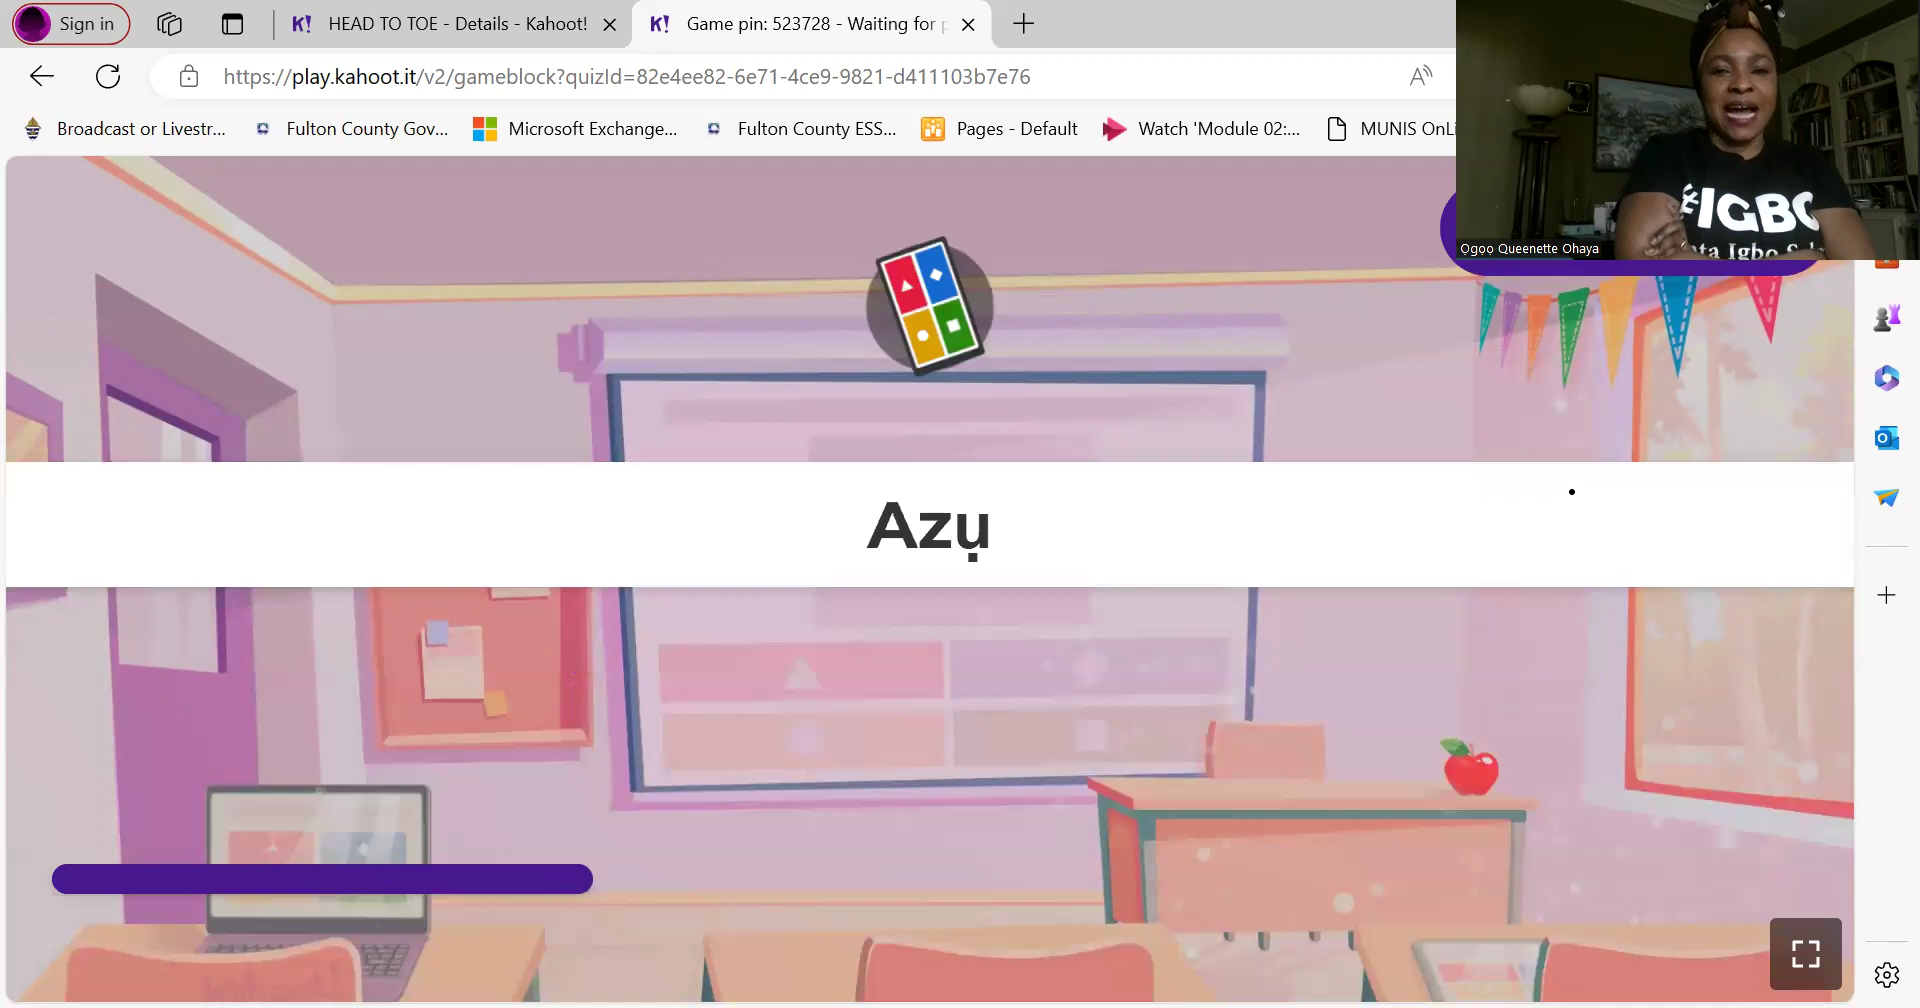 Sign in
K! HEAD TO TOE - Details - Kahoot!
K! Game pin: 523728 - Waiting for p
https://play.kahoot.it/v2/gameblock?quizId=82e4ee82-6e71-4ce9-9821-d411103b7e76
Broadcast or Livestr... Fulton County Gov... Microsoft Exchange... Fulton County ESS... Pages - Default Watch 'Module 02:... MUNIS OnLi
#IGBO
Ọgọọ Queenette Ohaya
Azụ